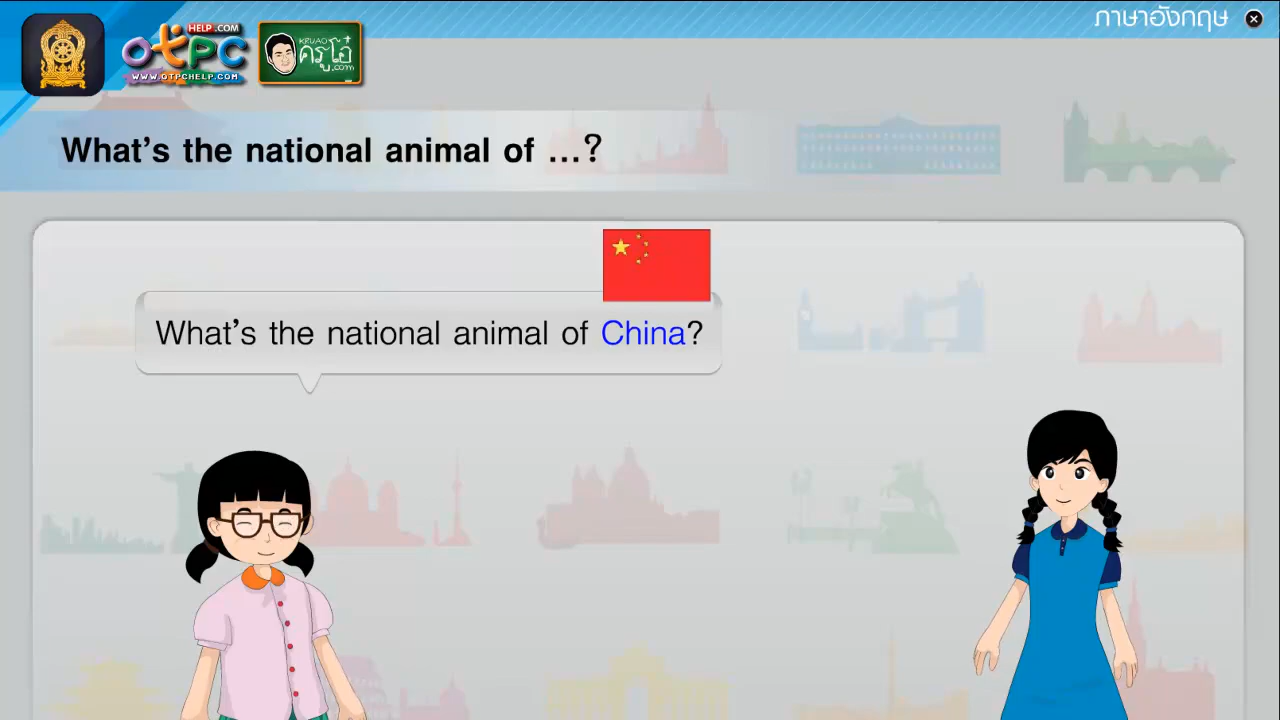 ภาษาอังกฤษ
HELP.COM
OTPC
WWW.OTPCHELP.COM
KRUAO
ครูโอ๋
.com
What's the national animal of ...?
What's the national animal of China?